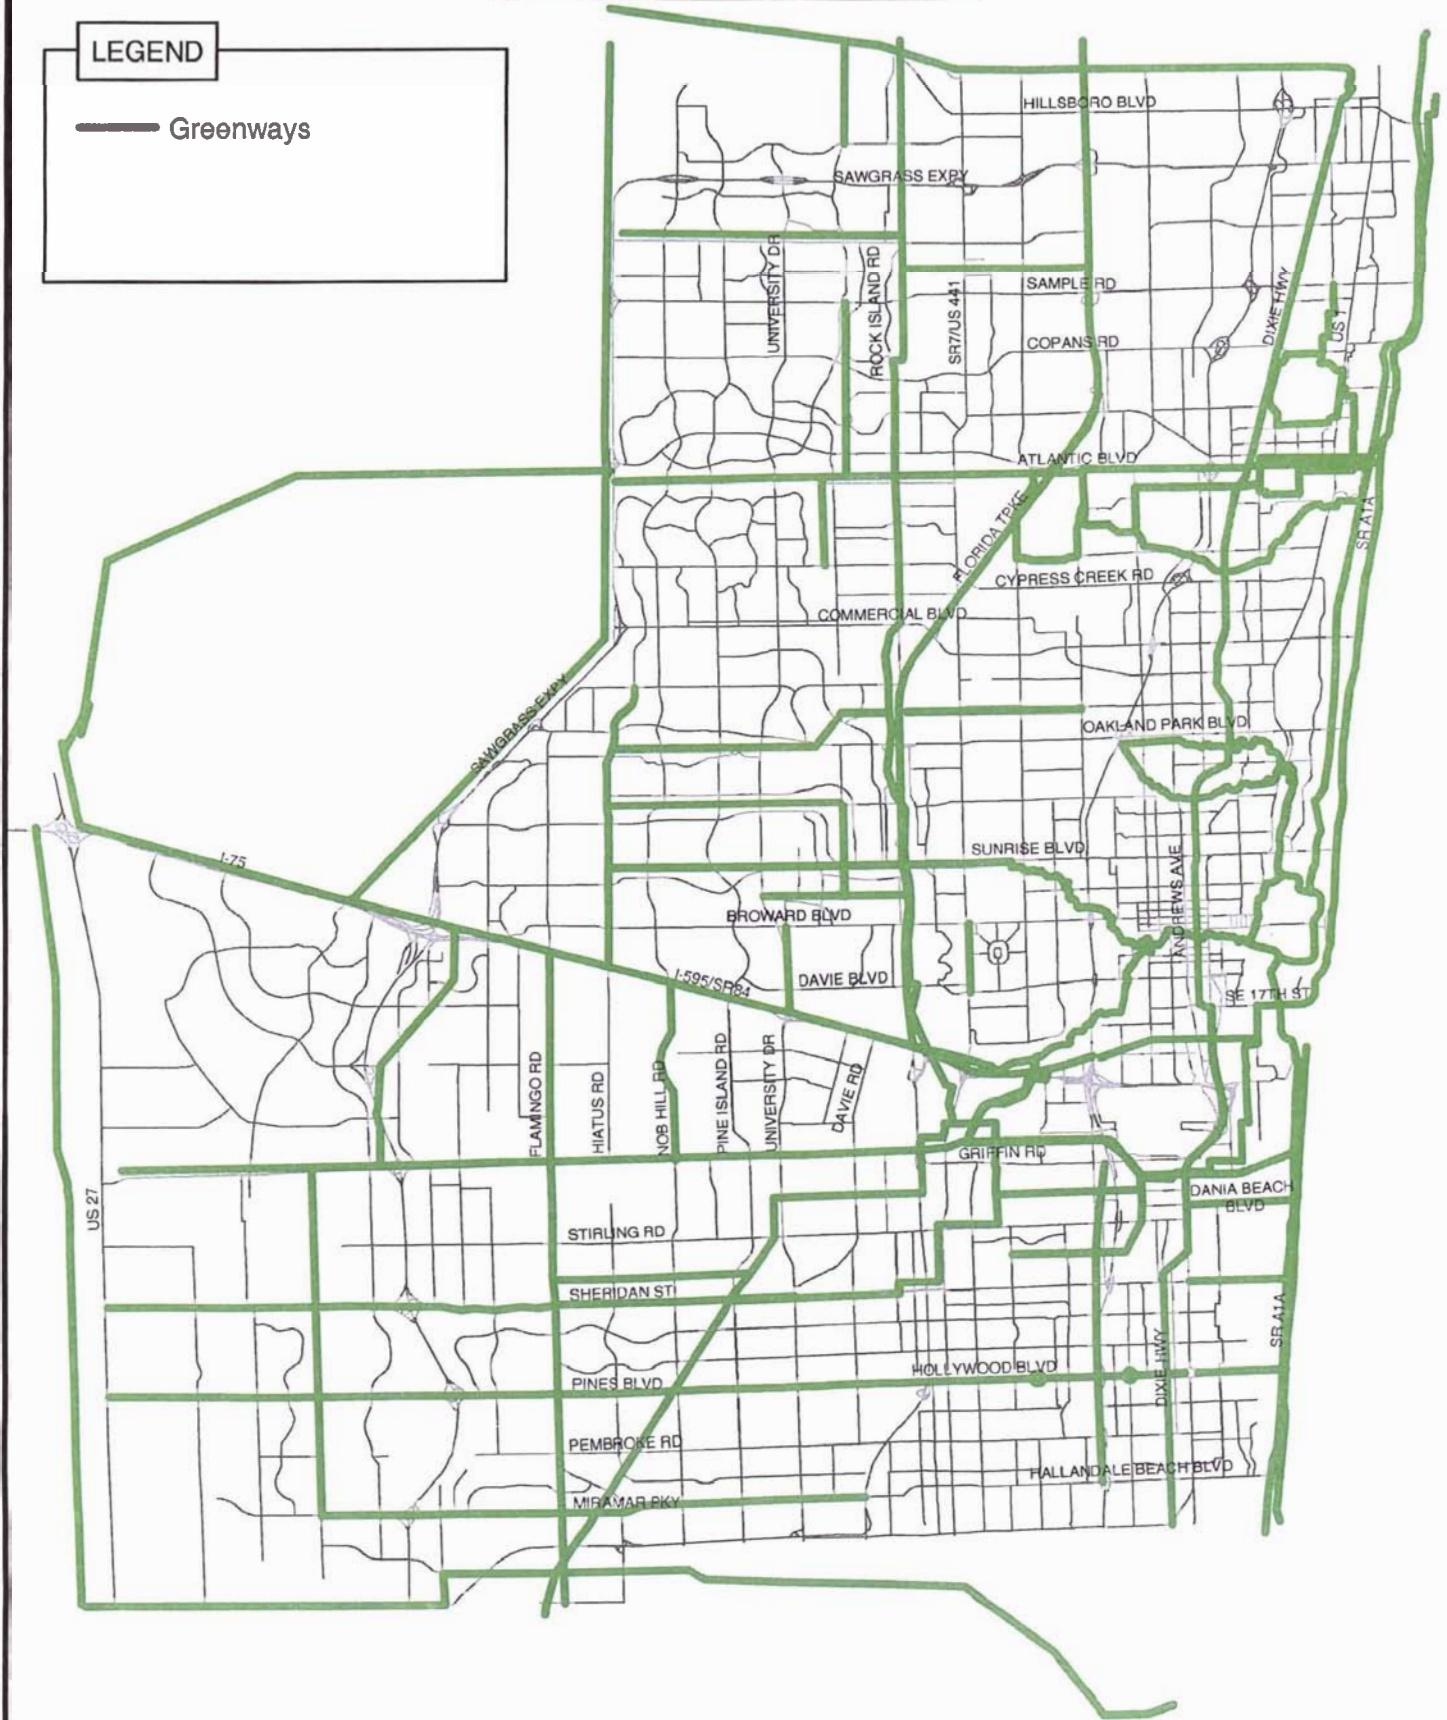 LEGEND
Greenways
HILLSBORO BLVD
SAWGRASS EXPY
UNIVERSITY DR
ROCK ISLAND RD
SR7/US 441
SAMPLE RD
DIXIE HWY
US 1
COPANS RD
ATLANTIC BLVD
FLORIDA TPKE
SR A1A
CYPRESS CREEK RD
COMMERCIAL BLVD
SAWGRASS EXPY
OAKLAND PARK BLVD
I-75
SUNRISE BLVD
ANDREWS AVE
BROWARD BLVD
I-595/SR84
DAVIE BLVD
SE 17TH ST
FLAMINGO RD
HIATUS RD
NOB HILL RD
PINE ISLAND RD
UNIVERSITY DR
DAVIE RD
GRIFFIN RD
US 27
DANIA BEACH
BLVD
STIRLING RD
SHERIDAN ST
SR A1A
HOLLYWOOD BLVD
DIXIE HWY
PINES BLVD
PEMBROKE RD
HALLANDALE BEACH BLVD
MIRAMAR PKY